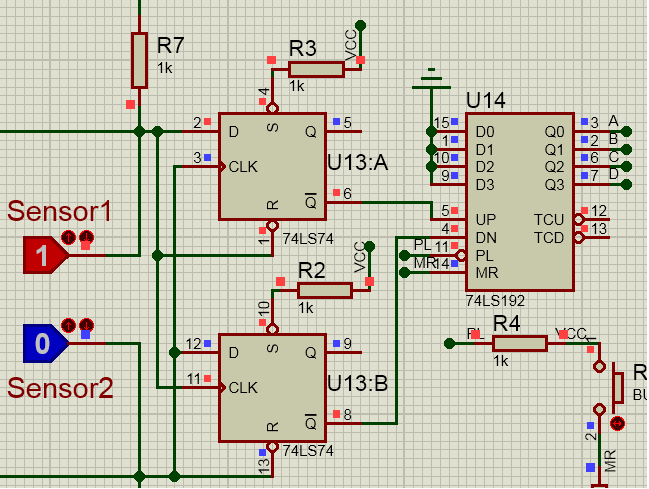 R7
1k
R3
1k
VCC
4
2
D
S
Q
5
3
CLK
U13:A
R
Q
6
1
74LS74
Sensor1
1
U14
15
D0
Q0
3
A
1
D1
Q1
2
B
10
D2
Q2
6
C
9
D3
Q3
7
D
5
UP
TCU
12
4
DN
TCD
13
PL
11
PL
MR
14
MR
74LS192
R2
1k
VCC
10
12
D
S
Q
9
11
CLK
U13:B
R
Q
8
13
74LS74
0
Sensor2
PL
R4
1k
VCC
R
BU
2
MR